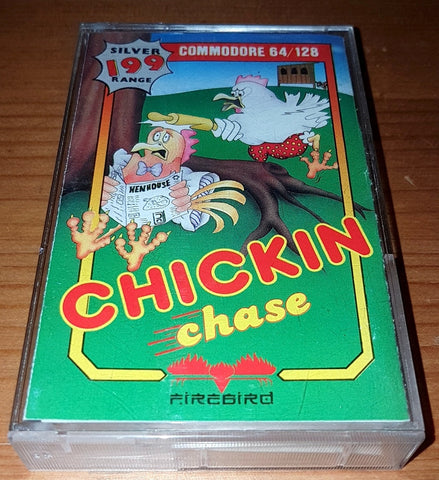 SILVER
199
RANGE
COMMODORE 64/128
HENHOUSE
CHICKIN
chase
FIREBIRD